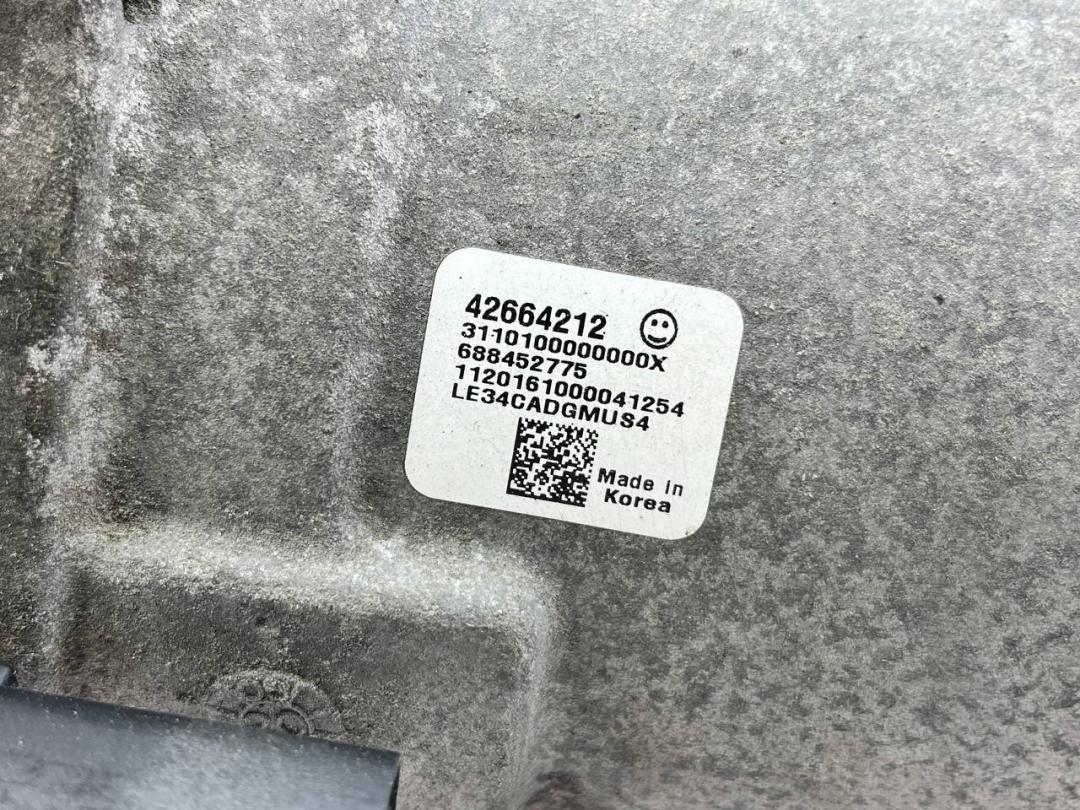 42664212
3110100000000X
688452775
1120161000041254
LE34CADGMUS4
Made in
Korea